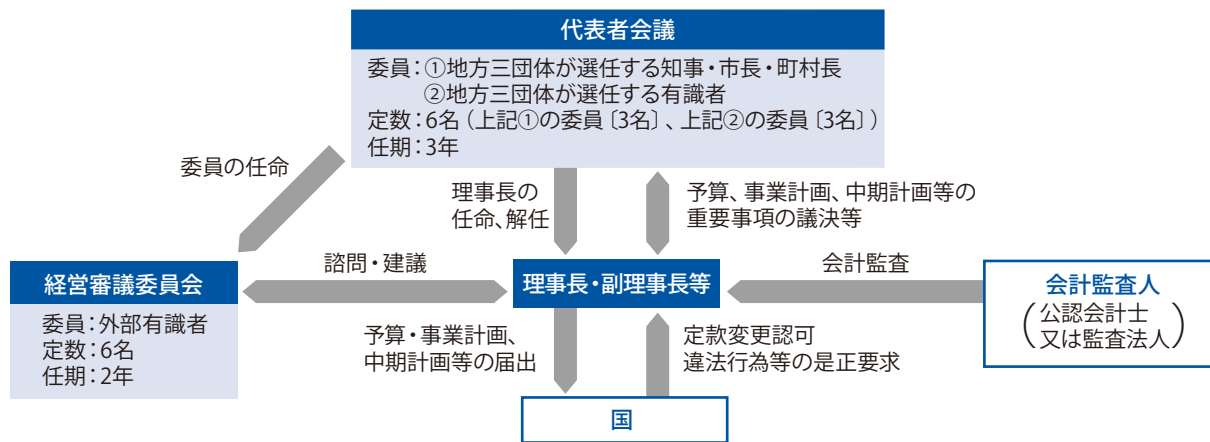 代表者会議
委員：①地方三団体が選任する知事・市長・町村長
②地方三団体が選任する有識者
定数：6名（上記①の委員〔3名〕、上記②の委員〔3名〕）
任期：3年
委員の任命
理事長の
任命、解任
予算、事業計画、中期計画等の
重要事項の議決等
経営審議委員会
委員：外部有識者
定数：6名
任期：2年
諮問・建議
理事長・副理事長等
会計監査
会計監査人
（公認会計士
又は監査法人）
予算・事業計画、
中期計画等の届出
定款変更認可
違法行為等の是正要求
国